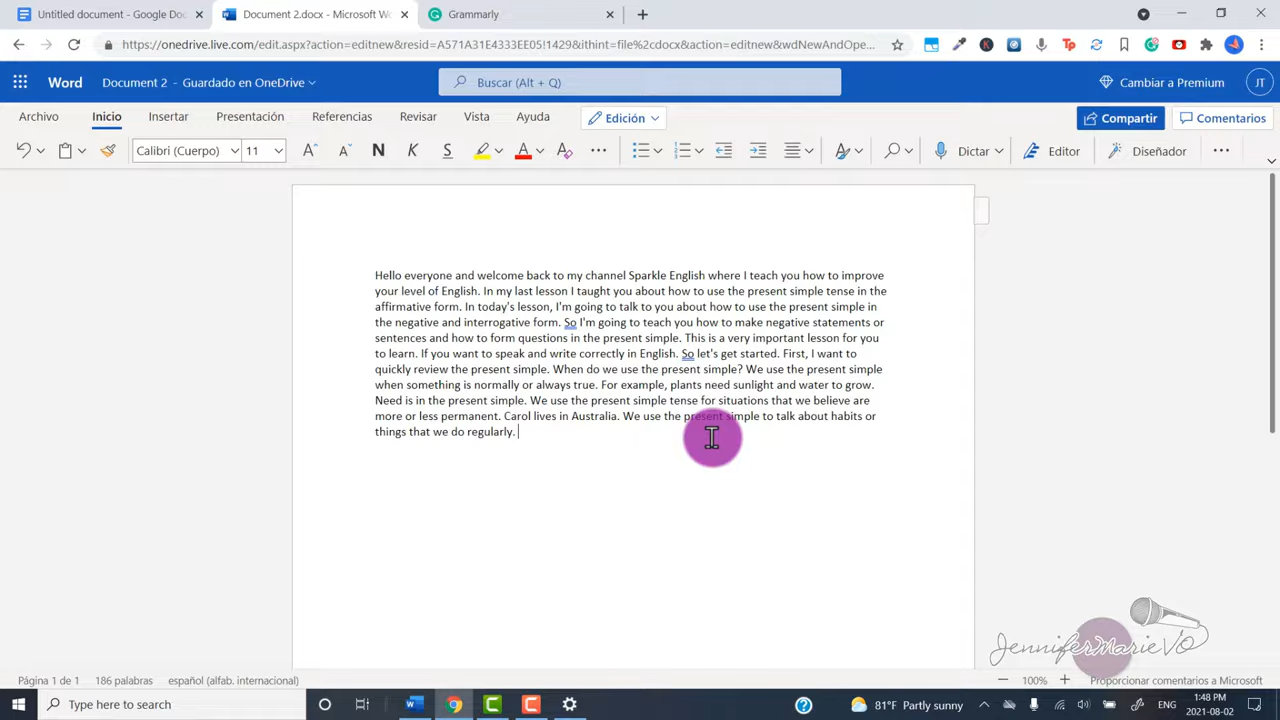 Untitled document - Google Doc
Document 2.docx - Microsoft Wo
Grammarly
https://onedrive.live.com/edit.aspx?action=editnew&resid=A571A31E4333EE05!1429&ithint=file%2cdocx&action=editnew&wdNewAndOpe...
Word
Document 2 - Guardado en OneDrive
Buscar (Alt + Q)
Cambiar a Premium
JT
Archivo Inicio Insertar Presentación Referencias Revisar Vista Ayuda Edición Compartir Comentarios
Calibri (Cuerpo) 11 A A N K S A A Dictar Editor Diseñador
Hello everyone and welcome back to my channel Sparkle English where I teach you how to improve
your level of English. In my last lesson I taught you about how to use the present simple tense in the
affirmative form. In today's lesson, I'm going to talk to you about how to use the present simple in
the negative and interrogative form. So I'm going to teach you how to make negative statements or
sentences and how to form questions in the present simple. This is a very important lesson for you
to learn. If you want to speak and write correctly in English. So let's get started. First, I want to
quickly review the present simple. When do we use the present simple? We use the present simple
when something is normally or always true. For example, plants need sunlight and water to grow.
Need is in the present simple. We use the present simple tense for situations that we believe are
more or less permanent. Carol lives in Australia. We use the present simple to talk about habits or
things that we do regularly.
JenniferMarieVO
Página 1 de 1 186 palabras español (alfab. internacional) 100% Proporcionar comentarios a Microsoft
Type here to search
81°F Partly sunny
ENG
1:48 PM
2021-08-02